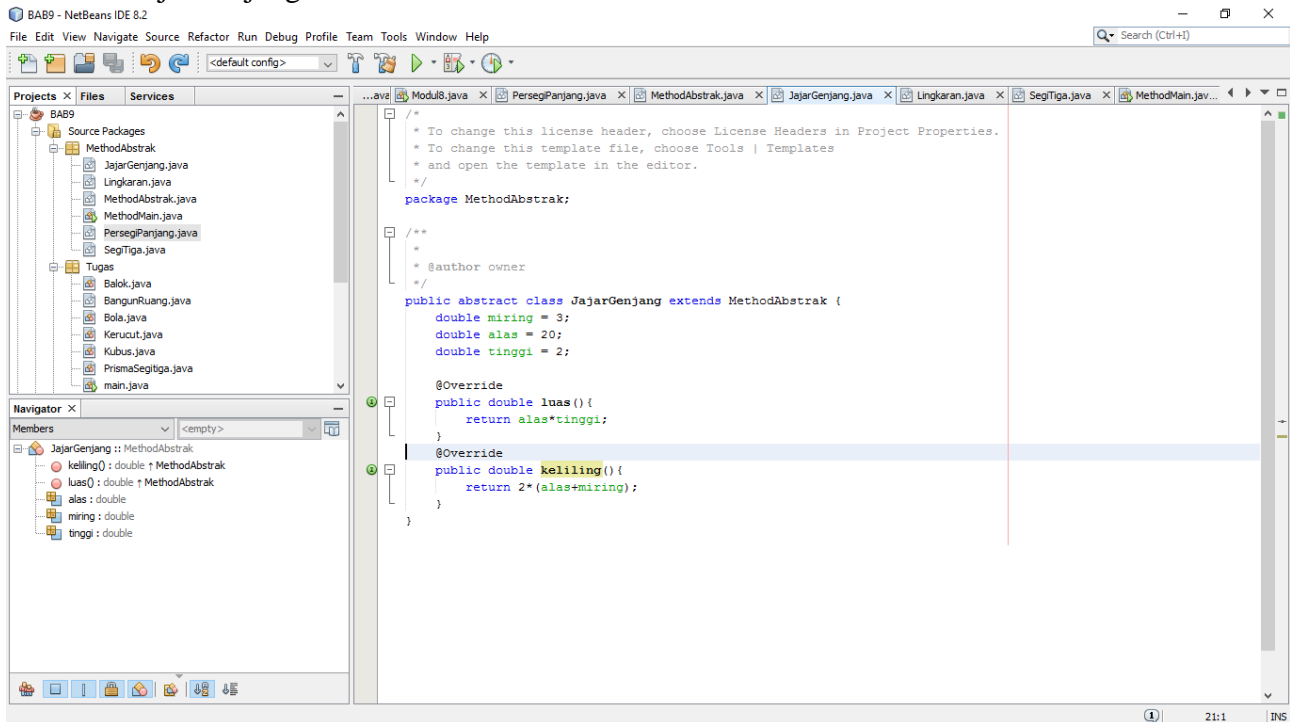 BAB9 - NetBeans IDE 8.2
File Edit View Navigate Source Refactor Run Debug Profile Team Tools Window Help
Search (Ctrl+I)
<default config>
Projects Files Services
BAB9
Source Packages
MethodAbstrak
JajarGenjang.java
Lingkaran.java
MethodAbstrak.java
MethodMain.java
PersegiPanjang.java
SegiTiga.java
Tugas
Balok.java
BangunRuang.java
Bola.java
Kerucut.java
Kubus.java
PrismaSegitiga.java
main.java
Navigator
Members <empty>
JajarGenjang :: MethodAbstrak
keliling() : double ↑ MethodAbstrak
luas() : double ↑ MethodAbstrak
alas : double
miring : double
tinggi : double
...ava Modul8.java PersegiPanjang.java MethodAbstrak.java JajarGenjang.java Lingkaran.java SegiTiga.java MethodMain.jav...
/*
* To change this license header, choose License Headers in Project Properties.
* To change this template file, choose Tools | Templates
* and open the template in the editor.
*/
package MethodAbstrak;
/**
*
* @author owner
*/
public abstract class JajarGenjang extends MethodAbstrak {
double miring = 3;
double alas = 20;
double tinggi = 2;
@Override
public double luas(){
return alas*tinggi;
}
@Override
public double keliling(){
return 2*(alas+miring);
}
}
1 21:1 INS